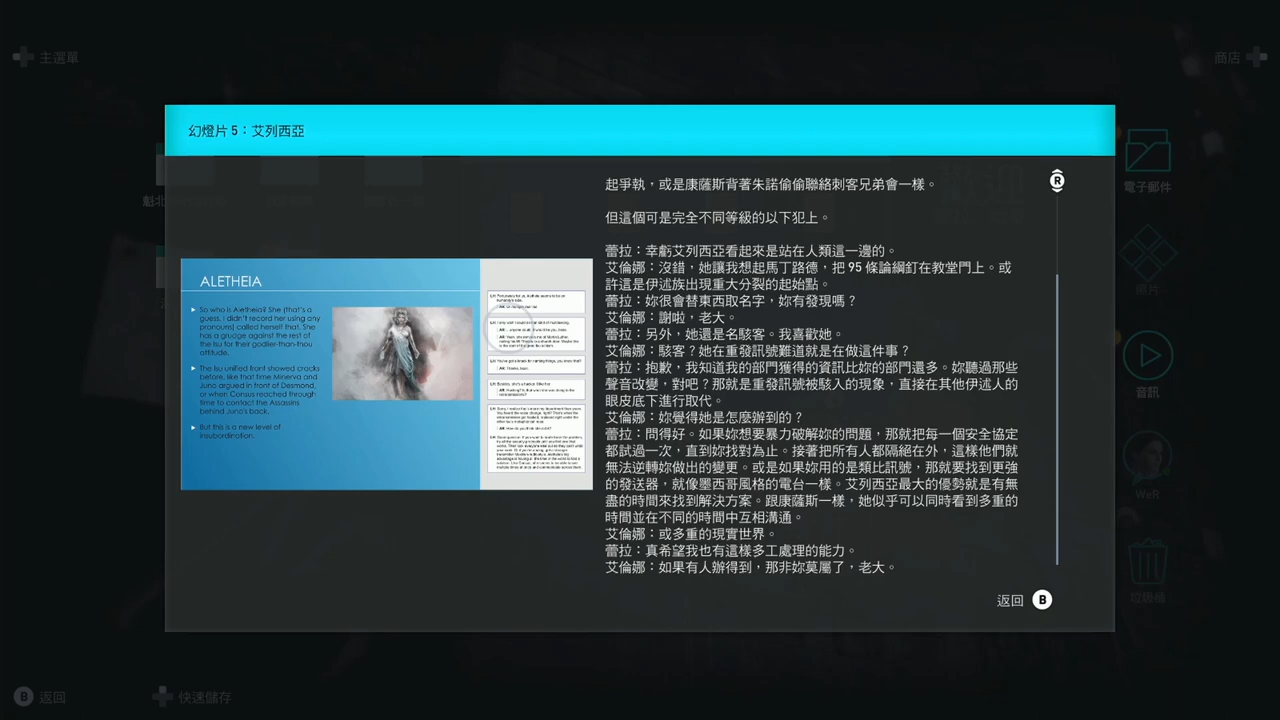 主選單
商店
幻燈片 5：艾列西亞
起爭執，或是康薩斯背著朱諾偷偷聯絡刺客兄弟會一樣。
但這個可是完全不同等級的以下犯上。
蕾拉：幸虧艾列西亞看起來是站在人類這一邊的。
艾倫娜：沒錯，她讓我想起馬丁路德，把 95 條論綱釘在教堂門上。或
許這是伊述族出現重大分裂的起始點。
蕾拉：妳很會替東西取名字，妳有發現嗎？
艾倫娜：謝啦，老大。
蕾拉：另外，她還是名駭客。我喜歡她。
艾倫娜：駭客？她在重發訊號難道就是在做這件事？
蕾拉：抱歉，我知道我的部門獲得的資訊比妳的部門還多。妳聽過那些
聲音改變，對吧？那就是重發訊號被駭入的現象，直接在其他伊述人的
眼皮底下進行取代。
艾倫娜：妳覺得她是怎麼辦到的？
蕾拉：問得好。如果妳想要暴力破解妳的問題，那就把每一個安全協定
都試過一次，直到妳找對為止。接著把所有人都隔絕在外，這樣他們就
無法逆轉妳做出的變更。或是如果妳用的是類比訊號，那就要找到更強
的發送器，就像墨西哥風格的電台一樣。艾列西亞最大的優勢就是有無
盡的時間來找到解決方案。跟康薩斯一樣，她似乎可以同時看到多重的
時間並在不同的時間中互相溝通。
艾倫娜：或多重的現實世界。
蕾拉：真希望我也有這樣多工處理的能力。
艾倫娜：如果有人辦得到，那非妳莫屬了，老大。
ALETHEIA
So who is Aletheia? She (that's a
guess, I didn't record her using any
pronouns) called herself that. She
has a grudge against the rest of
the Isu for their godlier-than-thou
attitude.
The Isu unified front showed cracks
before, like that time Minerva and
Juno argued in front of Desmond,
or when Consus reached through
time to contact the Assassins
behind Juno's back.
But this is a new level of
insubordination.
R
電子郵件
照片
音訊
WeR
垃圾桶
返回 B
B 返回
快速儲存